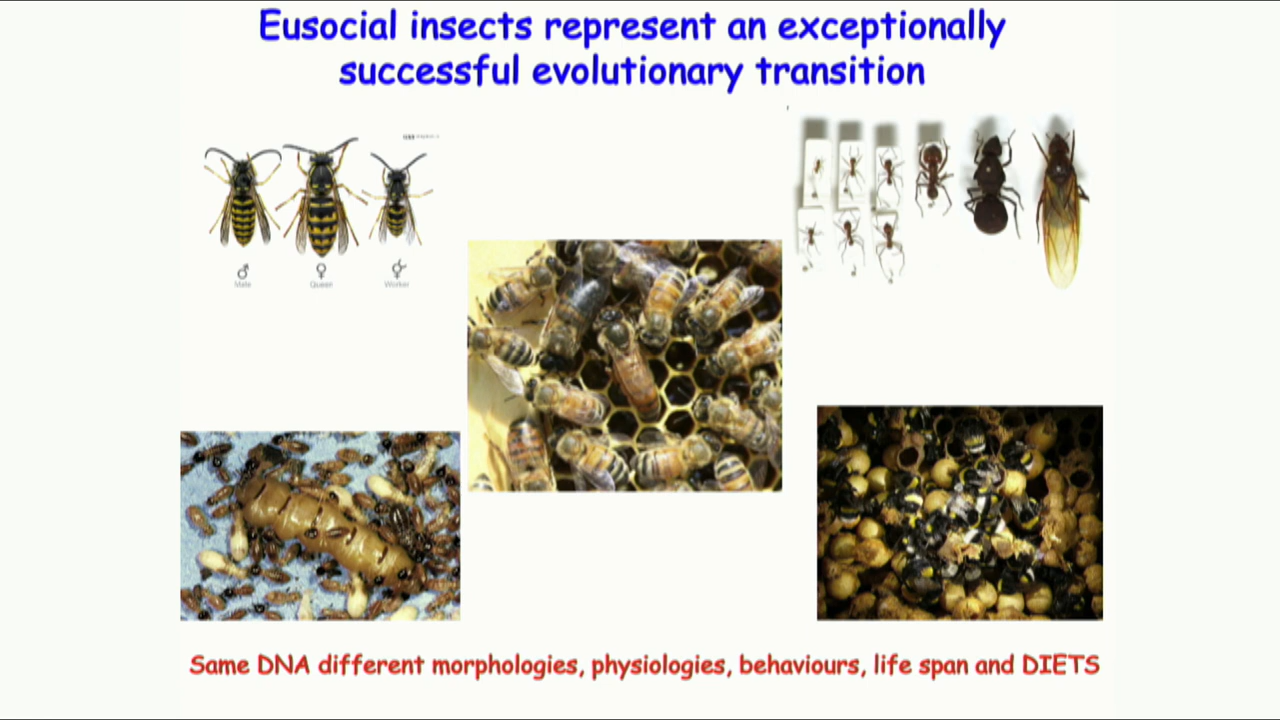 Eusocial insects represent an exceptionally
successful evolutionary transition
♂ ♀ ⚥
Male Queen Worker
Same DNA different morphologies, physiologies, behaviours, life span and DIETS